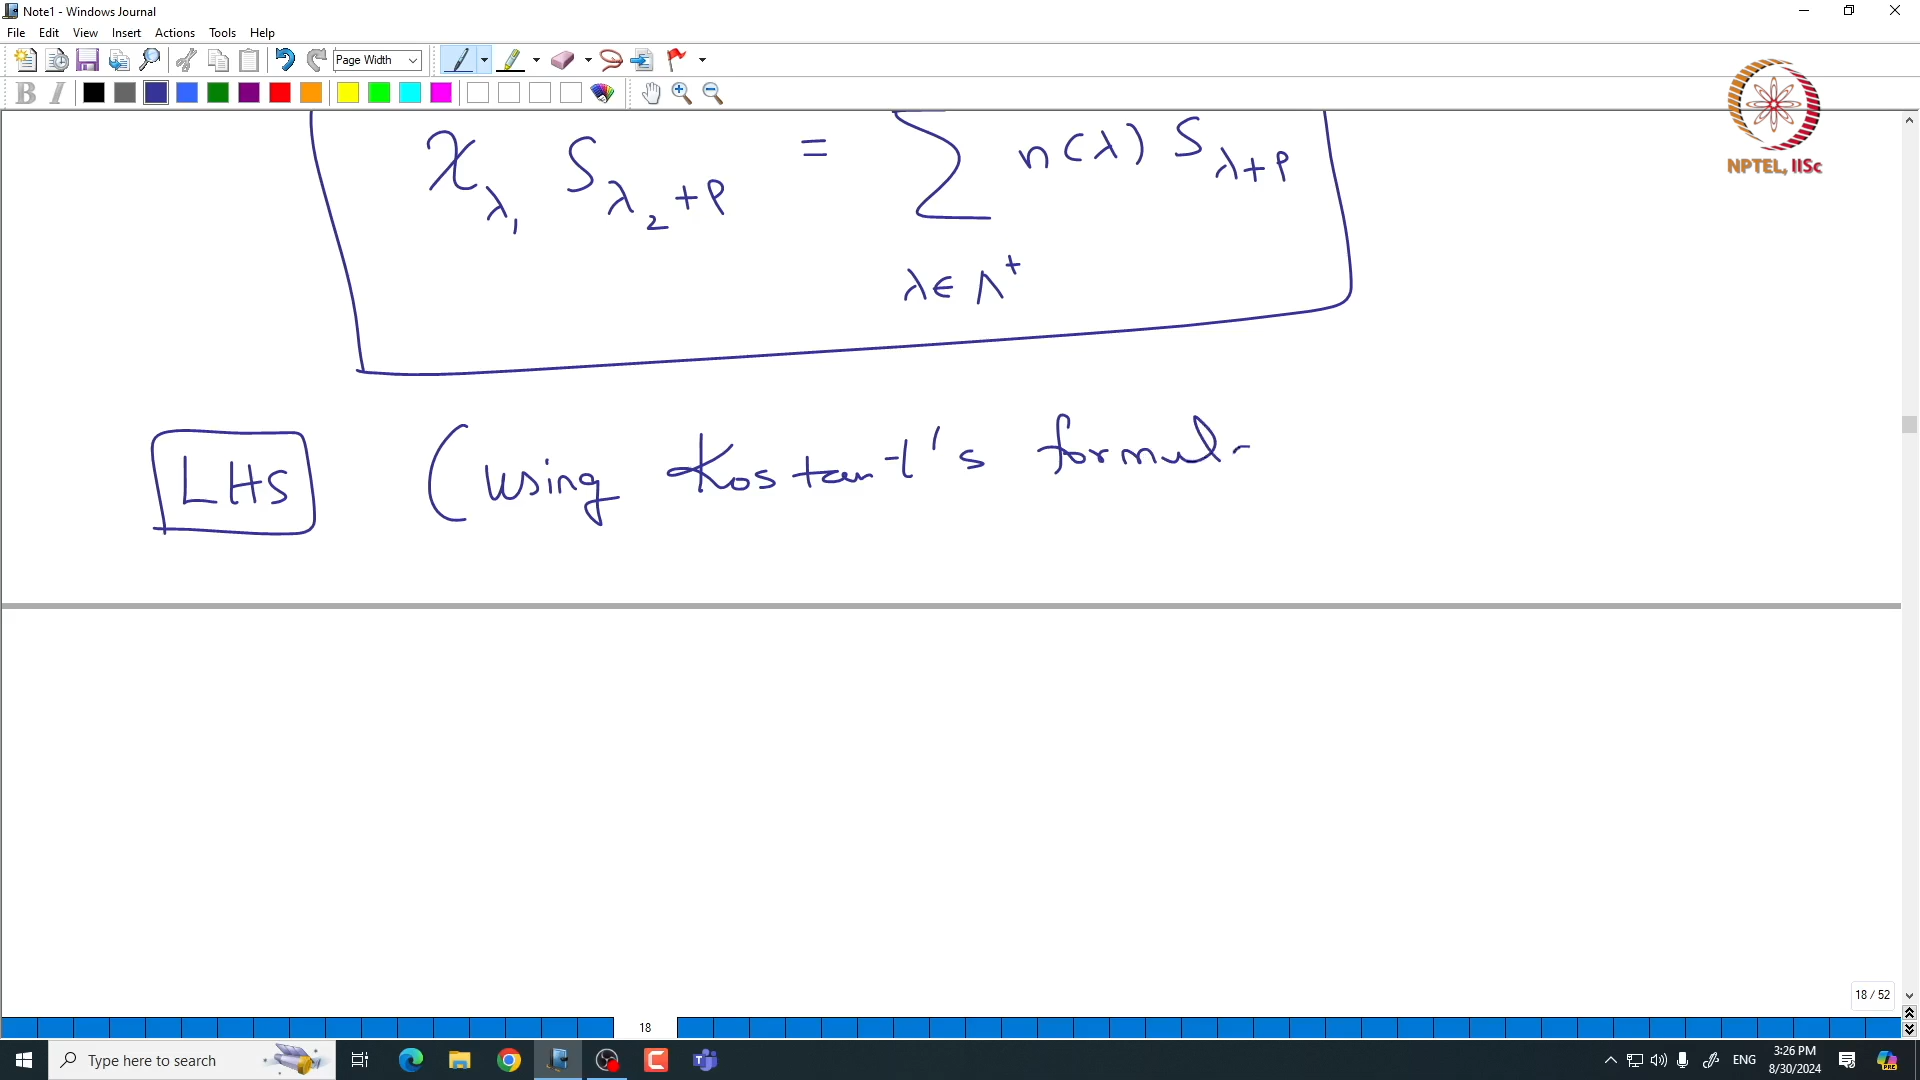 Note1 - Windows Journal
File Edit View Insert Actions Tools Help
Page Width
B I
NPTEL, IISc
χ_{λ_1} S_{λ_2+ρ} = ∑_{λ∈Λ^+} n(λ) S_{λ+ρ}
LHS (using Kostant's formul
18 / 52
18
Type here to search
ENG
3:26 PM
8/30/2024